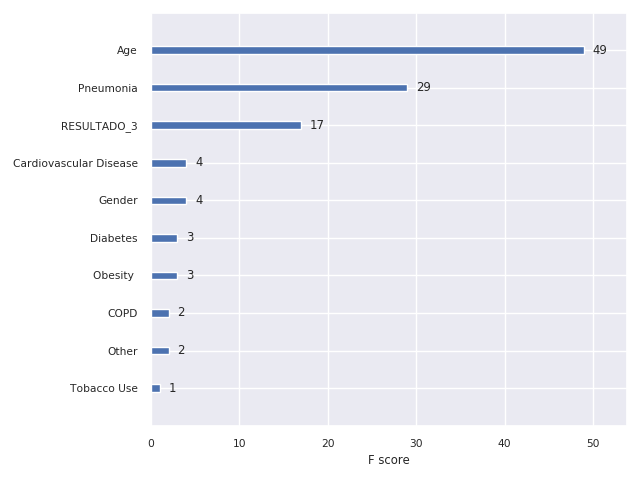 Age 49
Pneumonia 29
RESULTADO_3 17
Cardiovascular Disease 4
Gender 4
Diabetes 3
Obesity 3
COPD 2
Other 2
Tobacco Use 1
0 10 20 30 40 50
F score